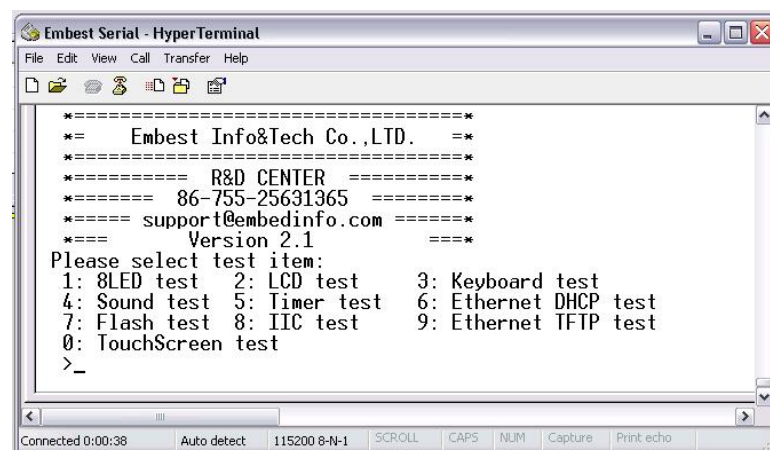 Embest Serial - HyperTerminal
File Edit View Call Transfer Help
*===================================*
*=    Embest Info&Tech Co.,LTD.    =*
*===================================*
*==========  R&D CENTER  ==========*
*=======  86-755-25631365  ========*
*===== support@embedinfo.com ======*
*===       Version 2.1          ===*
Please select test item:
1: 8LED test   2: LCD test     3: Keyboard test
4: Sound test  5: Timer test   6: Ethernet DHCP test
7: Flash test  8: IIC test     9: Ethernet TFTP test
0: TouchScreen test
>_
Connected 0:00:38 Auto detect 115200 8-N-1 SCROLL CAPS NUM Capture Print echo